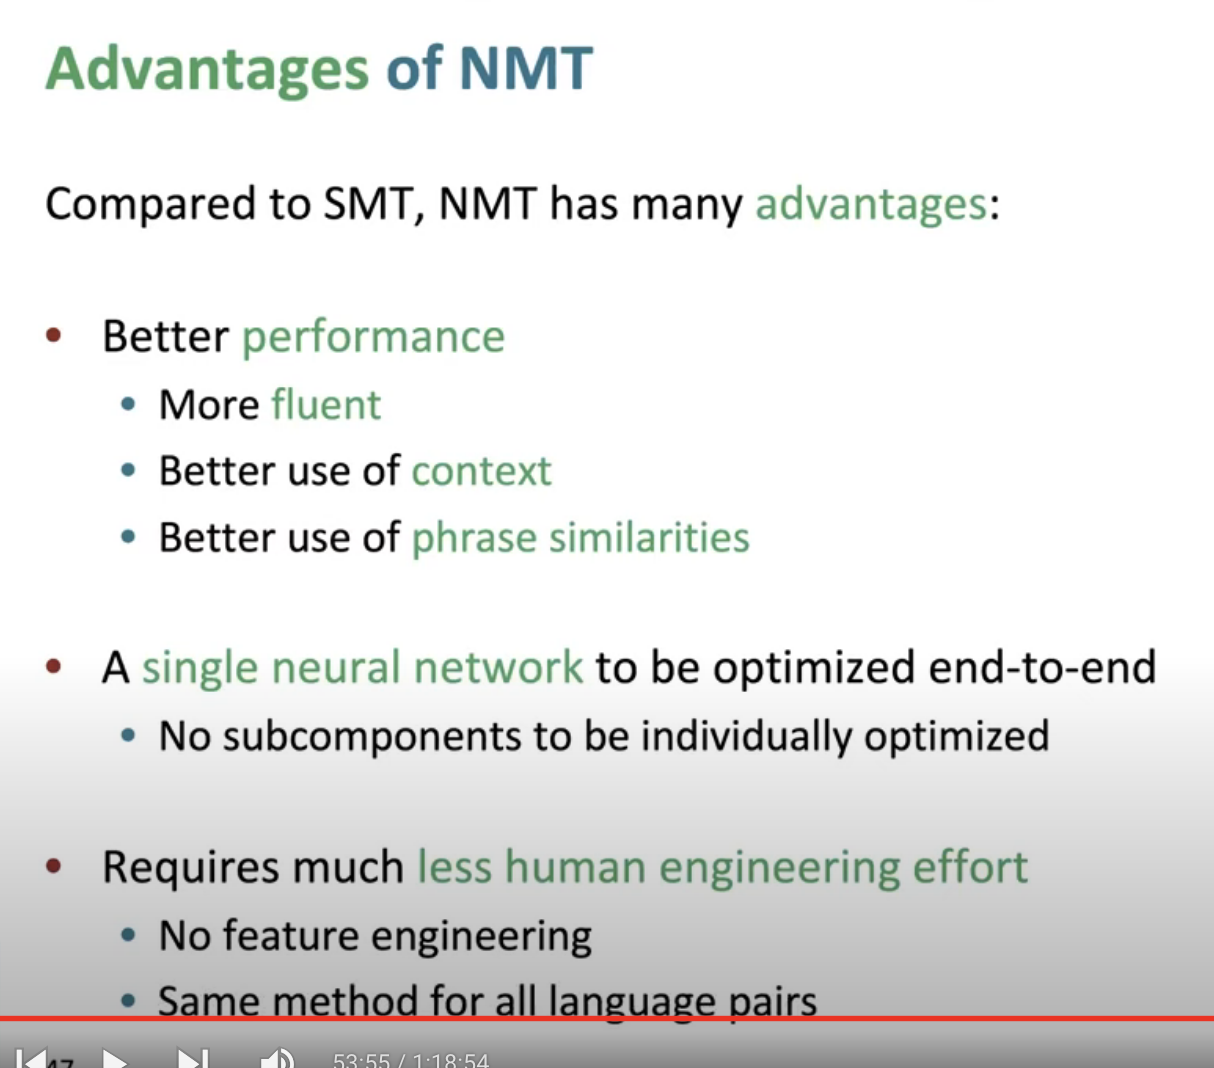 Advantages of NMT
Compared to SMT, NMT has many advantages:
• Better performance
• More fluent
• Better use of context
• Better use of phrase similarities
• A single neural network to be optimized end-to-end
• No subcomponents to be individually optimized
• Requires much less human engineering effort
• No feature engineering
• Same method for all language pairs
47
53:55 / 1:18:54